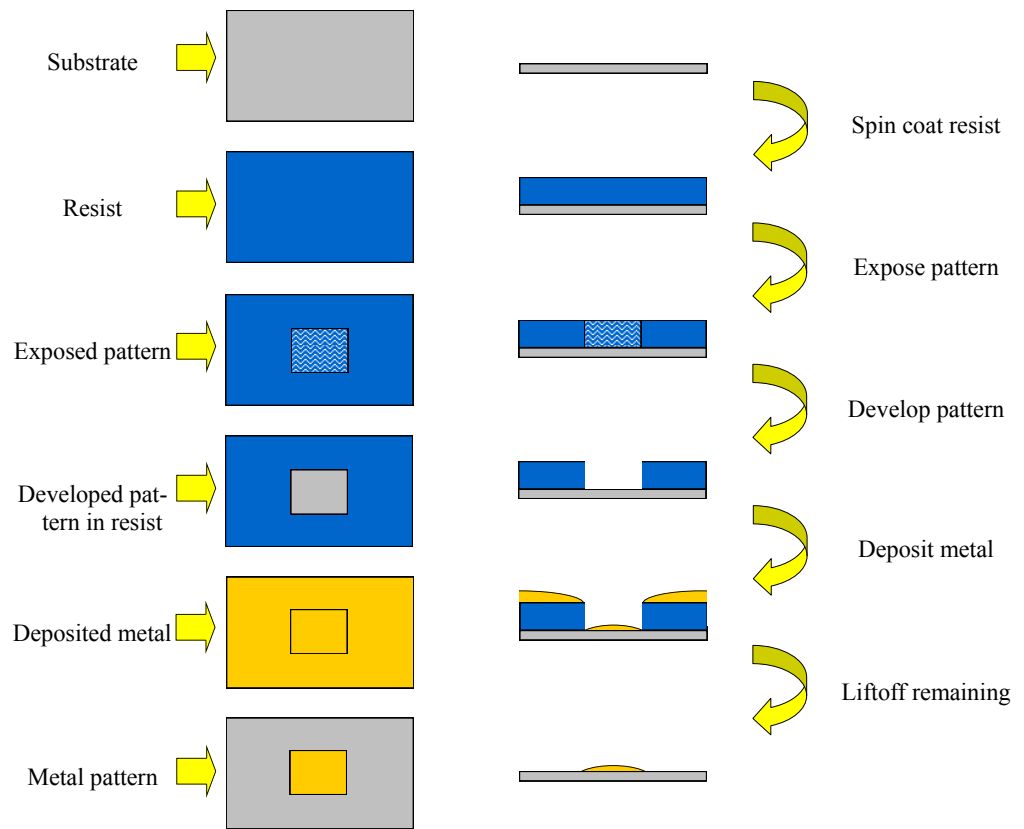 Substrate
Spin coat resist
Resist
Expose pattern
Exposed pattern
Develop pattern
Developed pat-
tern in resist
Deposit metal
Deposited metal
Liftoff remaining
Metal pattern